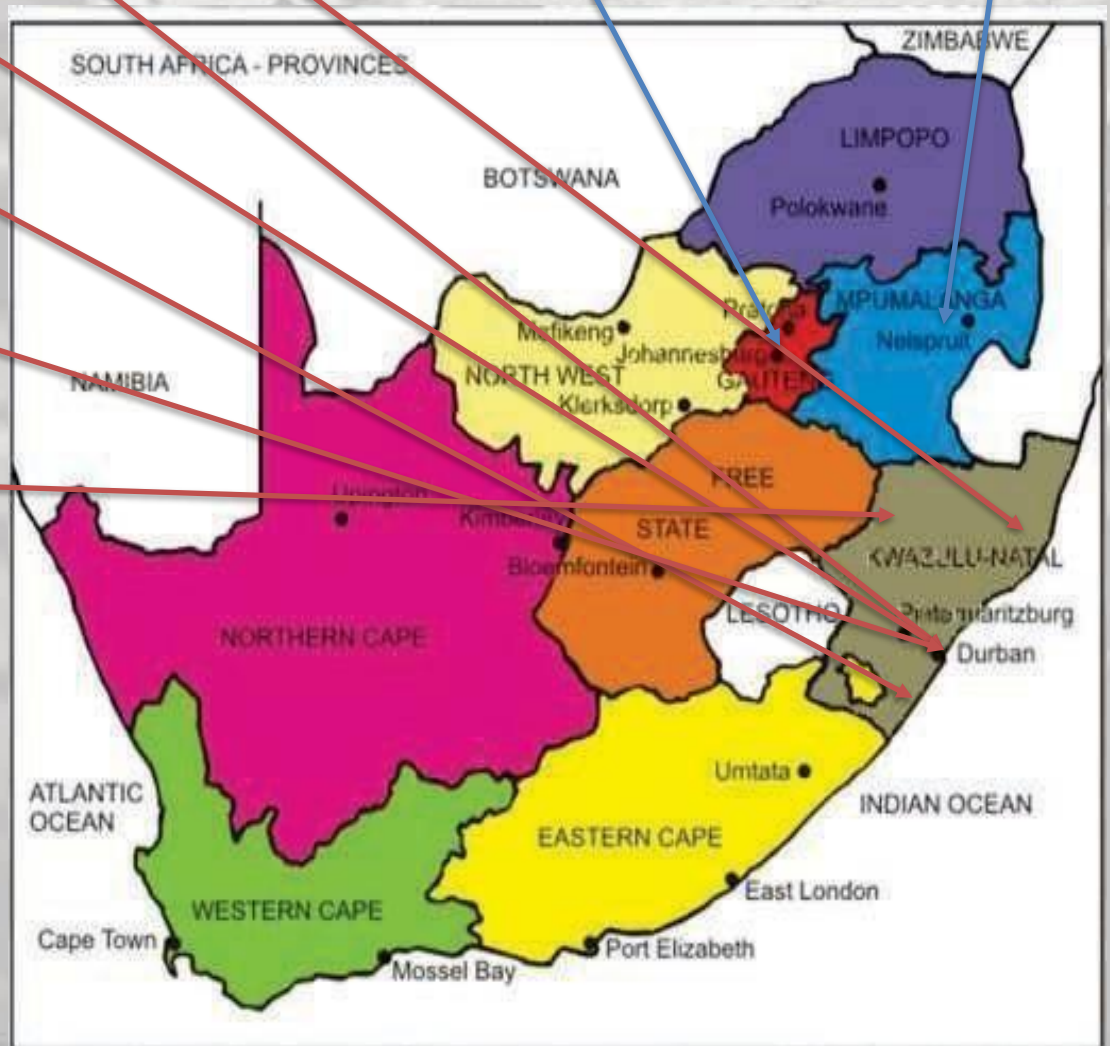 ZIMBABWE
SOUTH AFRICA - PROVINCES
LIMPOPO
BOTSWANA
Polokwane
MPUMALANGA
Mafikeng
Nelspruit
Johannesburg
NAMIBIA
NORTH WEST
GAUTENG
Klerksdorp
FREE
Upington
Kimberley
STATE
KWAZULU-NATAL
Bloemfontein
LESOTHO
Pietermaritzburg
NORTHERN CAPE
Durban
Umtata
ATLANTIC
OCEAN
INDIAN OCEAN
EASTERN CAPE
East London
WESTERN CAPE
Cape Town
Port Elizabeth
Mossel Bay